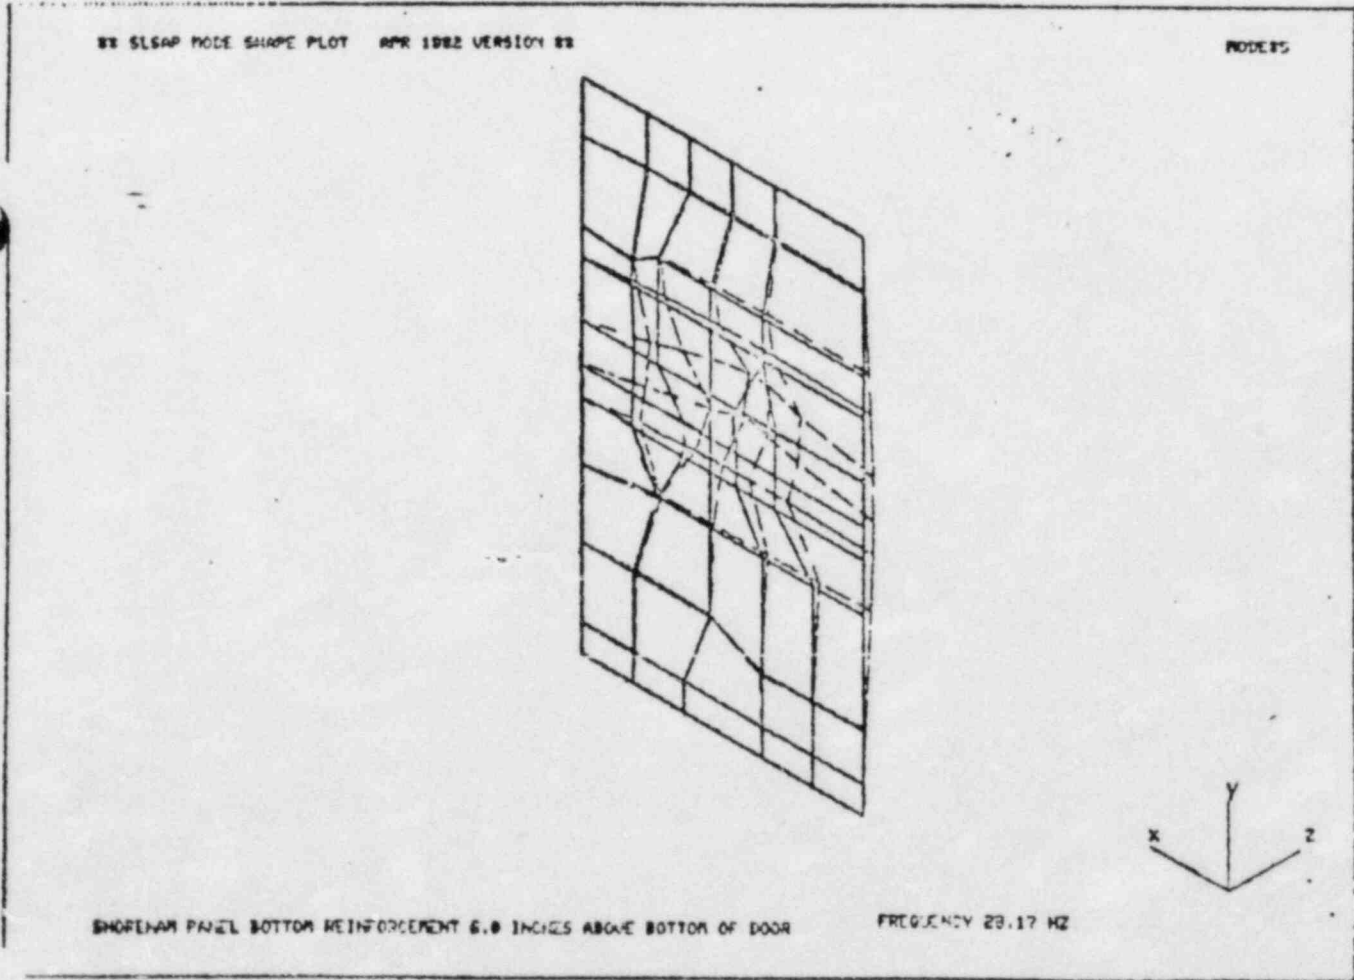 ** SLSAP MODE SHAPE PLOT APR 1982 VERSION **
MODE#5
Y
X
Z
SHOREHAM PANEL BOTTOM REINFORCEMENT 6.0 INCHES ABOVE BOTTOM OF DOOR
FREQUENCY 23.17 HZ